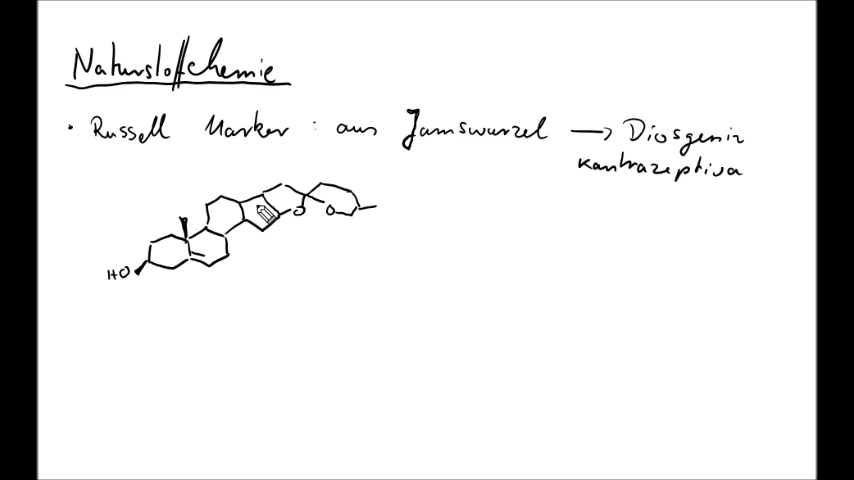 Naturstoffchemie
• Russell Marker : aus Jamswurzel → Diosgenin
Kontrazeptiva
HO
O
O